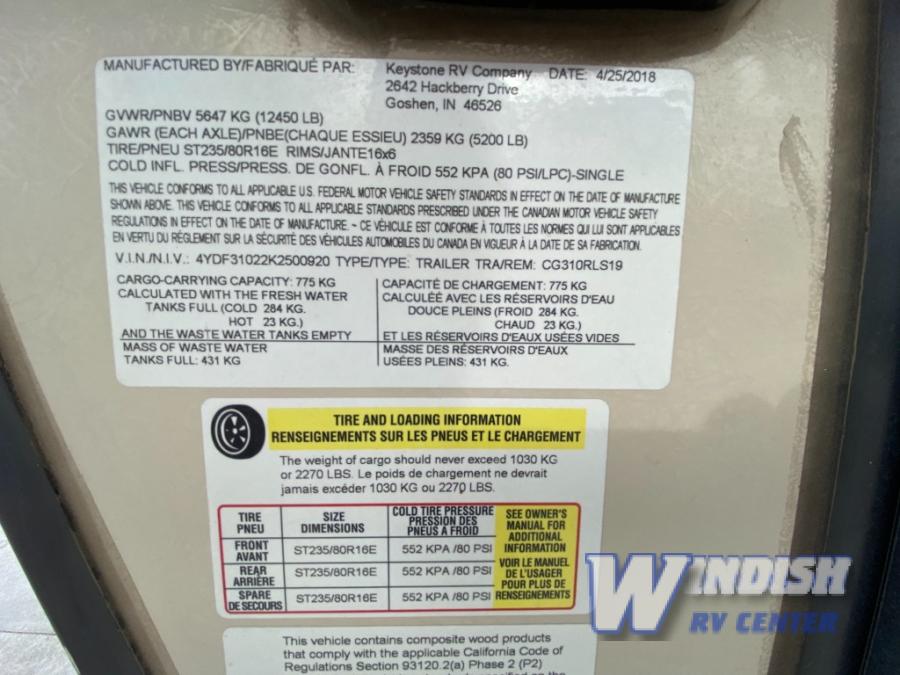 MANUFACTURED BY/FABRIQUÉ PAR: Keystone RV Company DATE: 4/25/2018
2642 Hackberry Drive
Goshen, IN 46526
GVWR/PNBV 5647 KG (12450 LB)
GAWR (EACH AXLE)/PNBE(CHAQUE ESSIEU) 2359 KG (5200 LB)
TIRE/PNEU ST235/80R16E RIMS/JANTE16x6
COLD INFL. PRESS/PRESS. DE GONFL. À FROID 552 KPA (80 PSI/LPC)-SINGLE
THIS VEHICLE CONFORMS TO ALL APPLICABLE U.S. FEDERAL MOTOR VEHICLE SAFETY STANDARDS IN EFFECT ON THE DATE OF MANUFACTURE
SHOWN ABOVE. THIS VEHICLE CONFORMS TO ALL APPLICABLE STANDARDS PRESCRIBED UNDER THE CANADIAN MOTOR VEHICLE SAFETY
REGULATIONS IN EFFECT ON THE DATE OF MANUFACTURE. ~ CE VÉHICULE EST CONFORME À TOUTES LES NORMES QUI LUI SONT APPLICABLES
EN VERTU DU RÉGLEMENT SUR LA SÉCURITÉ DES VÉHICULES AUTOMOBILES DU CANADA EN VIGUEUR À LA DATE DE SA FABRICATION.
V.I.N./N.I.V.: 4YDF31022K2500920 TYPE/TYPE: TRAILER TRA/REM: CG310RLS19
CARGO-CARRYING CAPACITY: 775 KG
CALCULATED WITH THE FRESH WATER
TANKS FULL (COLD 284 KG.
HOT 23 KG.)
AND THE WASTE WATER TANKS EMPTY
MASS OF WASTE WATER
TANKS FULL: 431 KG
CAPACITÉ DE CHARGEMENT: 775 KG
CALCULÉE AVEC LES RÉSERVOIRS D'EAU
DOUCE PLEINS (FROID 284 KG.
CHAUD 23 KG.)
ET LES RÉSERVOIRS D'EAUX USÉES VIDES
MASSE DES RÉSERVOIRS D'EAUX
USÉES PLEINS: 431 KG.
TIRE AND LOADING INFORMATION
RENSEIGNEMENTS SUR LES PNEUS ET LE CHARGEMENT
The weight of cargo should never exceed 1030 KG
or 2270 LBS. Le poids de chargement ne devrait
jamais excéder 1030 KG ou 2270 LBS.
TIRE
PNEU
SIZE
DIMENSIONS
COLD TIRE PRESSURE
PRESSION DES
PNEUS A FROID
FRONT
AVANT
ST235/80R16E
552 KPA /80 PSI
REAR
ARRIÈRE
ST235/80R16E
552 KPA /80 PSI
SPARE
DE SECOURS
ST235/80R16E
552 KPA /80 PSI
SEE OWNER'S
MANUAL FOR
ADDITIONAL
INFORMATION
VOIR LE MANUEL
DE L'USAGER
POUR PLUS DE
RENSEIGNEMENTS
WINDISH
RV CENTER
This vehicle contains composite wood products
that comply with the applicable California Code of
Regulations Section 93120.2(a) Phase 2 (P2)